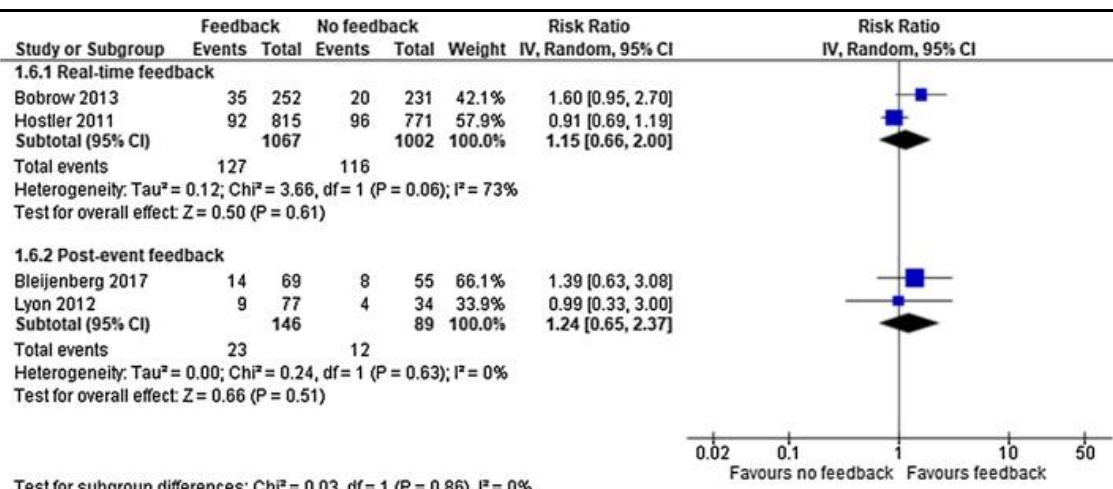 Feedback No feedback Risk Ratio Risk Ratio
Study or Subgroup Events Total Events Total Weight IV, Random, 95% CI IV, Random, 95% CI
1.6.1 Real-time feedback
Bobrow 2013 35 252 20 231 42.1% 1.60 [0.95, 2.70]
Hostler 2011 92 815 96 771 57.9% 0.91 [0.69, 1.19]
Subtotal (95% CI) 1067 1002 100.0% 1.15 [0.66, 2.00]
Total events 127 116
Heterogeneity: Tau² = 0.12; Chi² = 3.66, df = 1 (P = 0.06); I² = 73%
Test for overall effect: Z = 0.50 (P = 0.61)
1.6.2 Post-event feedback
Bleijenberg 2017 14 69 8 55 66.1% 1.39 [0.63, 3.08]
Lyon 2012 9 77 4 34 33.9% 0.99 [0.33, 3.00]
Subtotal (95% CI) 146 89 100.0% 1.24 [0.65, 2.37]
Total events 23 12
Heterogeneity: Tau² = 0.00; Chi² = 0.24, df = 1 (P = 0.63); I² = 0%
Test for overall effect: Z = 0.66 (P = 0.51)
0.02 0.1 1 10 50
Favours no feedback Favours feedback
Test for subgroup differences: Chi² = 0.03, df = 1 (P = 0.86), I² = 0%